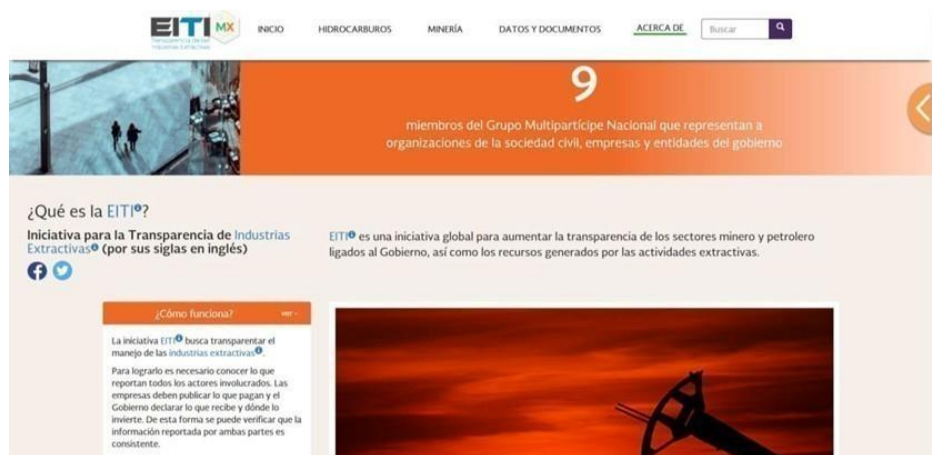 EITI MX
Transparencia de las
Industrias Extractivas
INICIO
HIDROCARBUROS
MINERÍA
DATOS Y DOCUMENTOS
ACERCA DE
Buscar
9
miembros del Grupo Multipartícipe Nacional que representan a
organizaciones de la sociedad civil, empresas y entidades del gobierno
¿Qué es la EITI?
Iniciativa para la Transparencia de Industrias
Extractivas (por sus siglas en inglés)
EITI es una iniciativa global para aumentar la transparencia de los sectores minero y petrolero
ligados al Gobierno, así como los recursos generados por las actividades extractivas.
¿Cómo funciona?
ver -
La iniciativa EITI busca transparentar el
manejo de las industrias extractivas.
Para lograrlo es necesario conocer lo que
reportan todos los actores involucrados. Las
empresas deben publicar lo que pagan y el
Gobierno declarar lo que recibe y dónde lo
invierte. De esta forma se puede verificar que la
información reportada por ambas partes es
consistente.